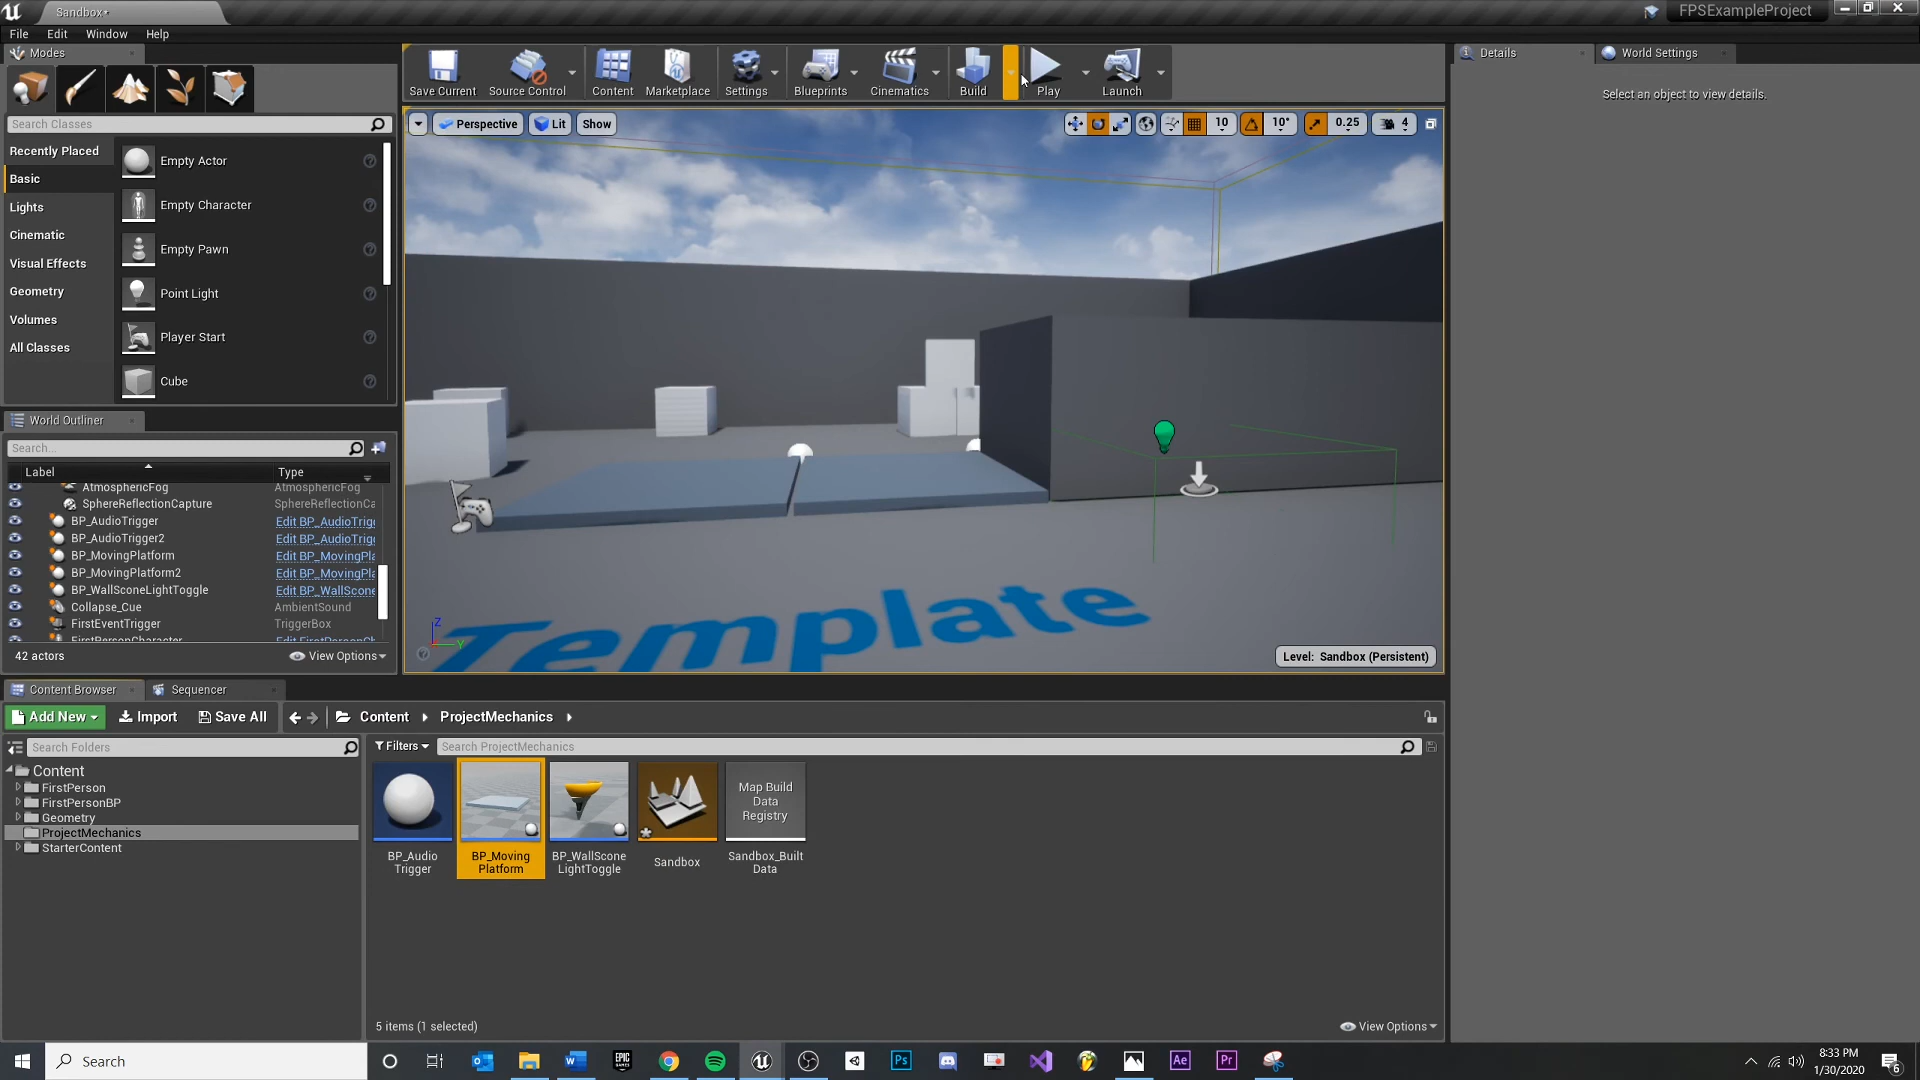 Sandbox•
FPSExampleProject
File Edit Window Help
Modes
Save Current
Source Control
Content
Marketplace
Settings
Blueprints
Cinematics
Build
Play
Launch
Search Classes
Recently Placed
Basic
Lights
Cinematic
Visual Effects
Geometry
Volumes
All Classes
Empty Actor
Empty Character
Empty Pawn
Point Light
Player Start
Cube
Perspective Lit Show
10 10° 0.25 4
Template
Z
Y
Level: Sandbox (Persistent)
Details
World Settings
Select an object to view details.
World Outliner
Search...
Label Type
AtmosphericFog AtmosphericFog
SphereReflectionCapture SphereReflectionCa
BP_AudioTrigger Edit BP_AudioTrig
BP_AudioTrigger2 Edit BP_AudioTrig
BP_MovingPlatform Edit BP_MovingPla
BP_MovingPlatform2 Edit BP_MovingPla
BP_WallSconeLightToggle Edit BP_WallScone
Collapse_Cue AmbientSound
FirstEventTrigger TriggerBox
FirstPersonCharacter Edit FirstPersonCh
42 actors
View Options
Content Browser
Sequencer
Add New Import Save All
Content ProjectMechanics
Search Folders
Filters
Search ProjectMechanics
Content
FirstPerson
FirstPersonBP
Geometry
ProjectMechanics
StarterContent
BP_Audio
Trigger
BP_Moving
Platform
BP_WallScone
LightToggle
Sandbox
Map Build
Data
Registry
Sandbox_Built
Data
5 items (1 selected)
View Options
Search
EPIC
GAMES
Ps
Ae
Pr
8:33 PM
1/30/2020
6